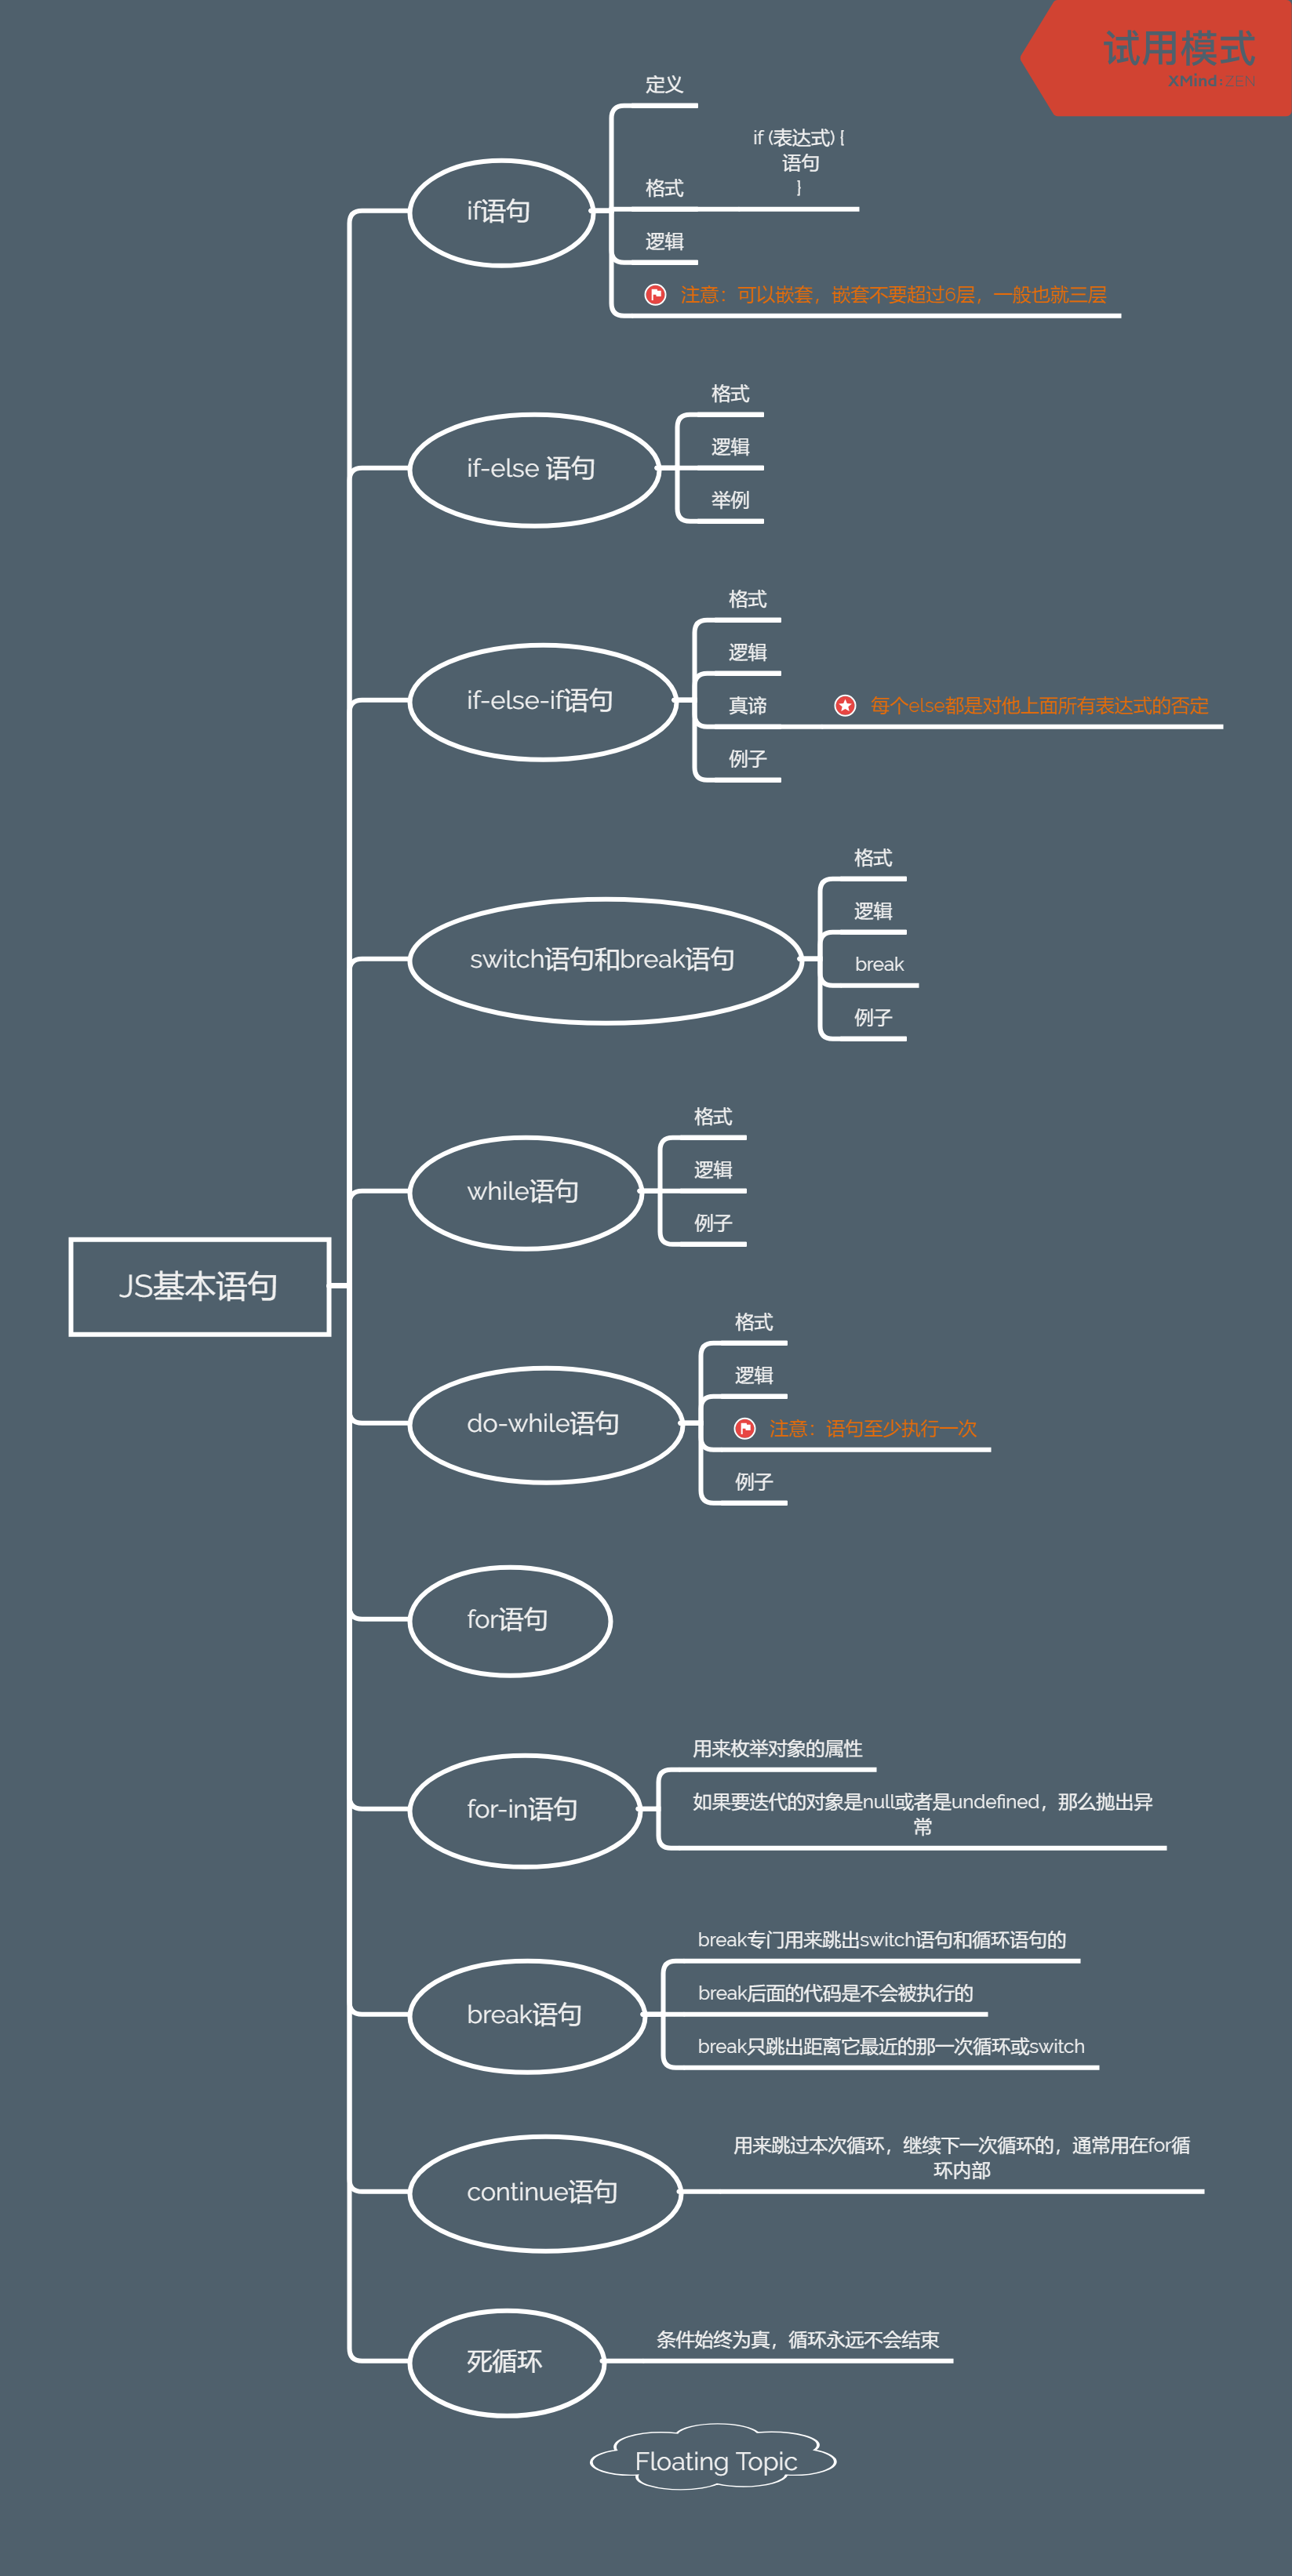 试用模式
XMind:ZEN
定义
if (表达式) {
语句
}
格式
if语句
逻辑
注意：可以嵌套，嵌套不要超过6层，一般也就三层
格式
逻辑
if-else 语句
举例
格式
逻辑
if-else-if语句
真谛
每个else都是对他上面所有表达式的否定
例子
格式
逻辑
switch语句和break语句
break
例子
格式
逻辑
while语句
例子
JS基本语句
格式
逻辑
do-while语句
注意：语句至少执行一次
例子
for语句
用来枚举对象的属性
for-in语句
如果要迭代的对象是null或者是undefined，那么抛出异
常
break专门用来跳出switch语句和循环语句的
break后面的代码是不会被执行的
break语句
break只跳出距离它最近的那一次循环或switch
用来跳过本次循环，继续下一次循环的，通常用在for循
环内部
continue语句
条件始终为真，循环永远不会结束
死循环
Floating Topic